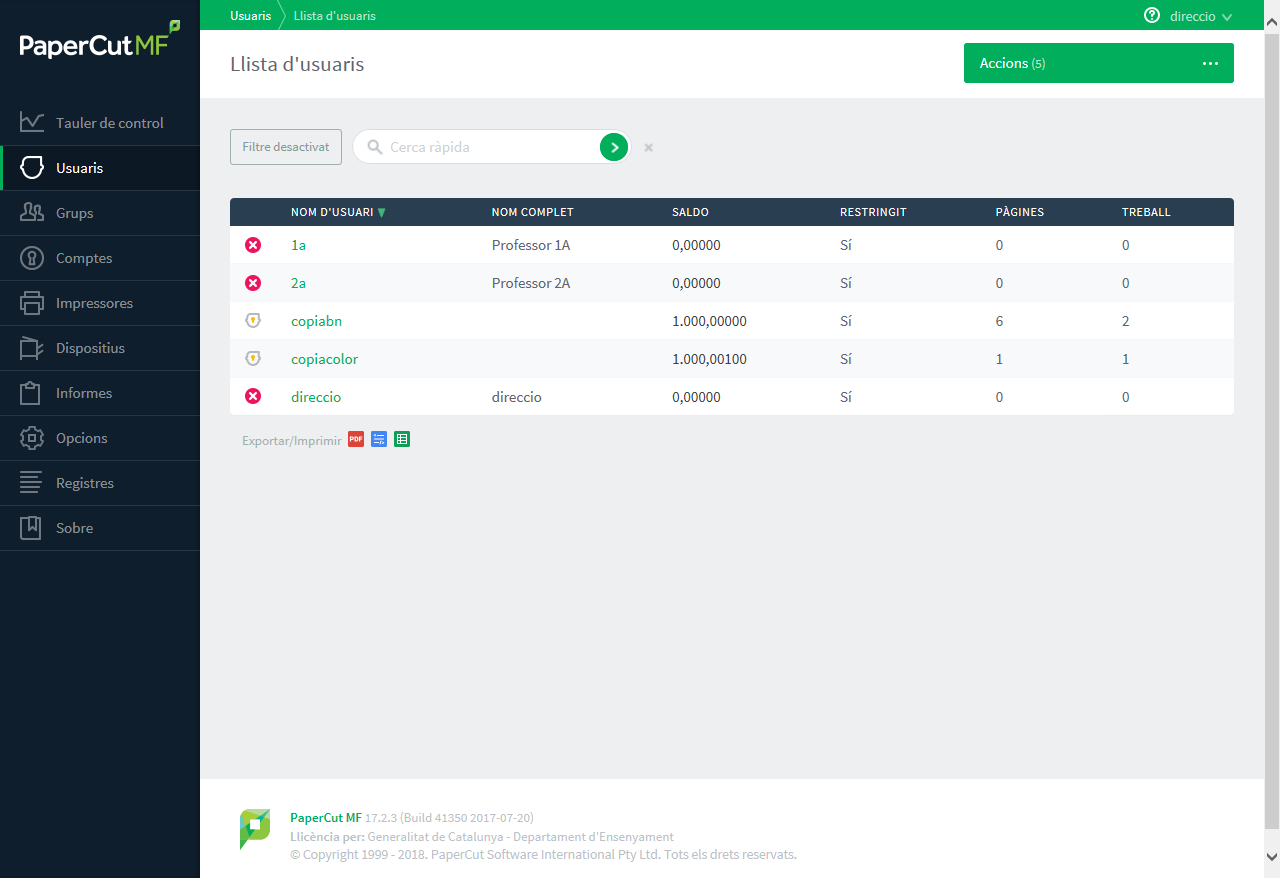 PaperCut MF
Usuaris Llista d'usuaris direccio
Llista d'usuaris
Accions (5)
Tauler de control
Usuaris
Grups
Comptes
Impressores
Dispositius
Informes
Opcions
Registres
Sobre
Filtre desactivat Cerca ràpida
NOM D'USUARI NOM COMPLET SALDO RESTRINGIT PÀGINES TREBALL
1a Professor 1A 0,00000 Sí 0 0
2a Professor 2A 0,00000 Sí 0 0
copiabn 1.000,00000 Sí 6 2
copiacolor 1.000,00100 Sí 1 1
direccio direccio 0,00000 Sí 0 0
Exportar/Imprimir PDF
PaperCut MF 17.2.3 (Build 41350 2017-07-20)
Llicència per: Generalitat de Catalunya - Departament d'Ensenyament
© Copyright 1999 - 2018. PaperCut Software International Pty Ltd. Tots els drets reservats.